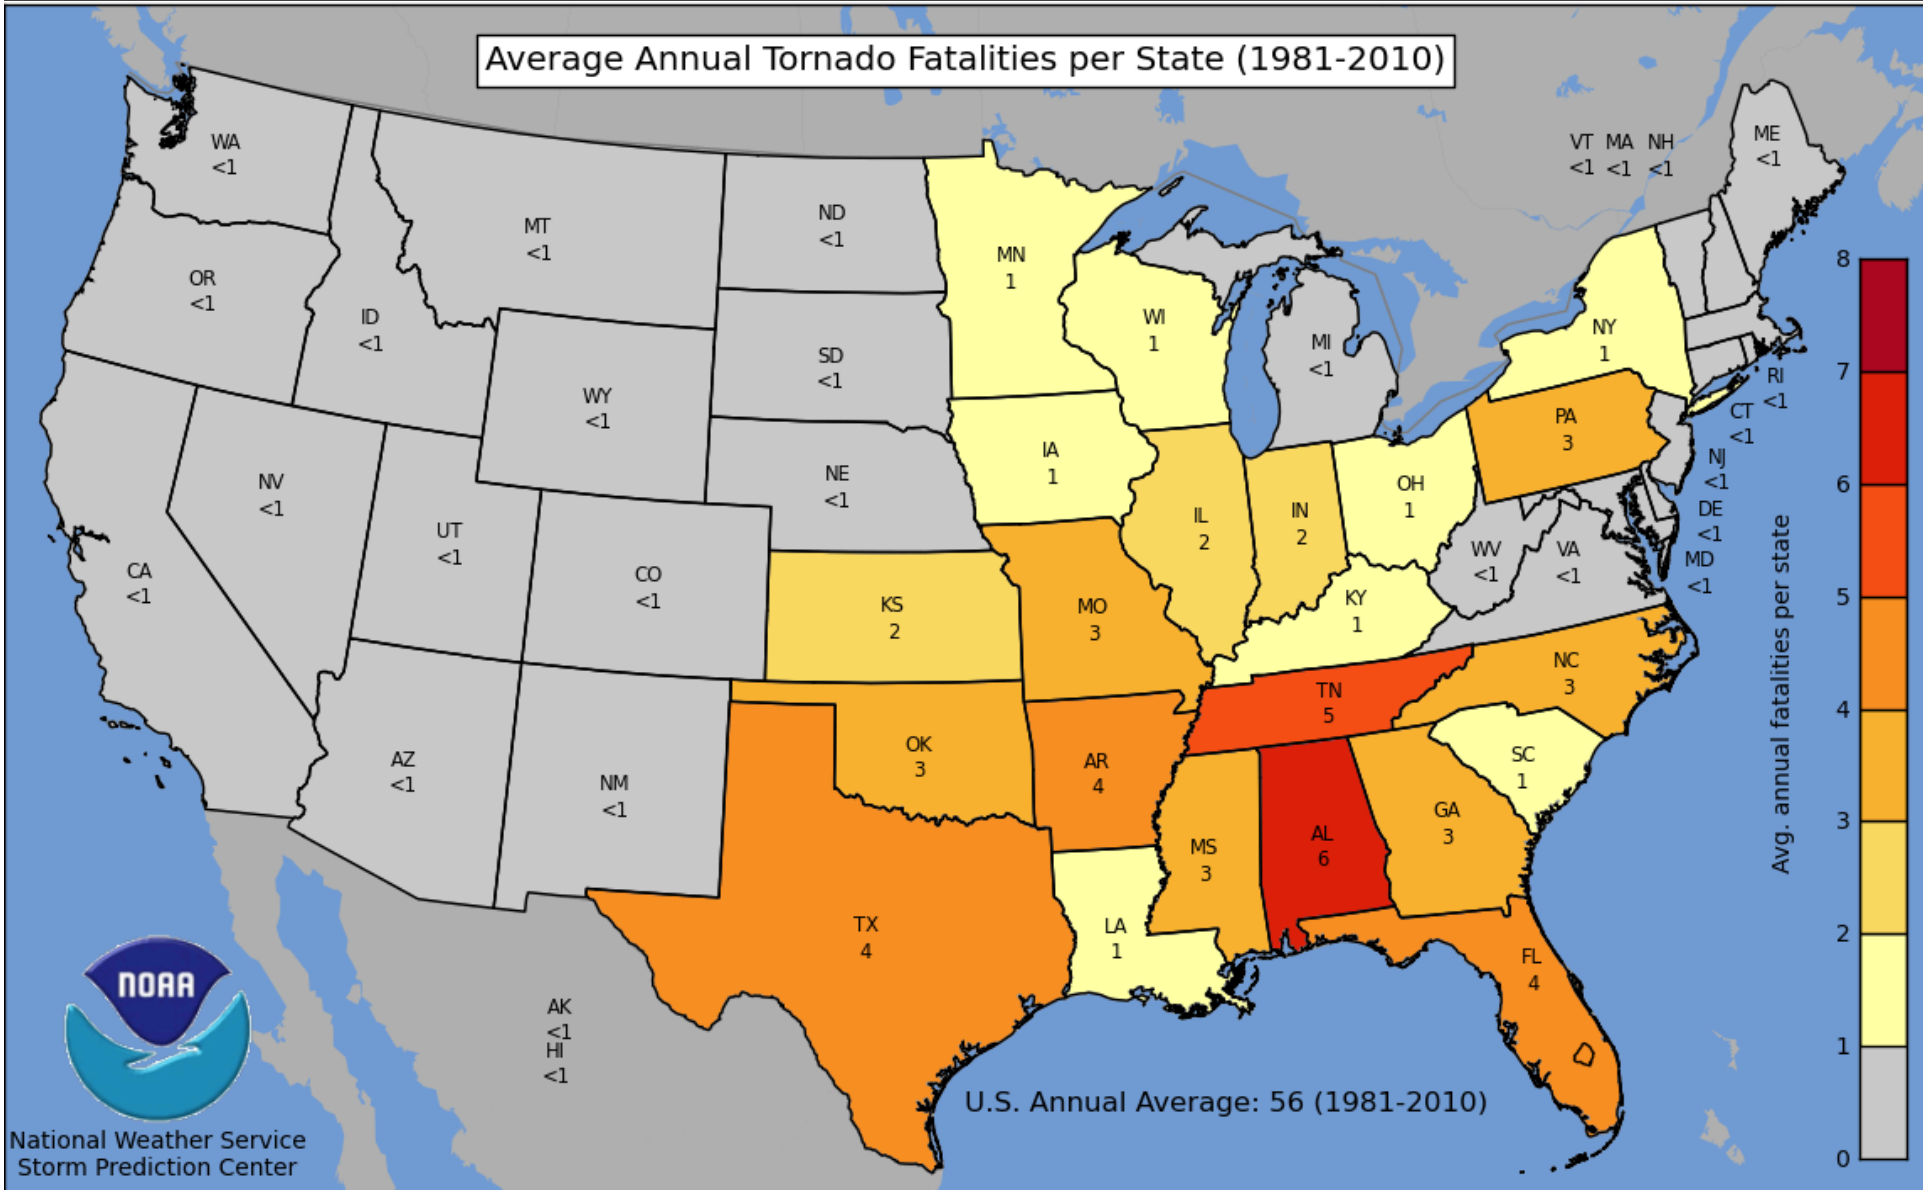 Average Annual Tornado Fatalities per State (1981-2010)
WA
<1
VT MA NH
<1 <1 <1
ME
<1
MT
<1
ND
<1
MN
1
OR
<1
ID
<1
WI
1
MI
<1
NY
1
SD
<1
WY
<1
RI
<1
CT
<1
PA
3
IA
1
NE
<1
NV
<1
OH
1
NJ
<1
IL
2
IN
2
DE
<1
UT
<1
CO
<1
CA
<1
WV
<1
VA
<1
MD
<1
KS
2
MO
3
KY
1
NC
3
TN
5
AZ
<1
NM
<1
OK
3
AR
4
SC
1
MS
3
AL
6
GA
3
TX
4
LA
1
FL
4
AK
<1
HI
<1
U.S. Annual Average: 56 (1981-2010)
NOAA
National Weather Service
Storm Prediction Center
Avg. annual fatalities per state
8
7
6
5
4
3
2
1
0